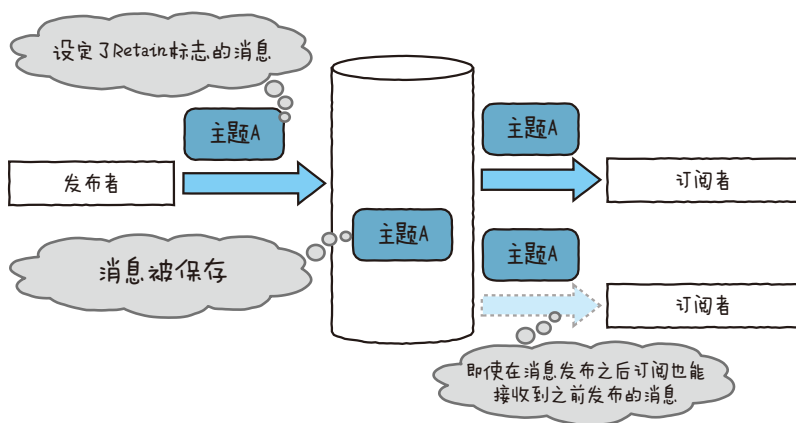 设定了Retain标志的消息
主题A
主题A
发布者
订阅者
主题A
主题A
消息被保存
订阅者
即使在消息发布之后订阅也能
接收到之前发布的消息